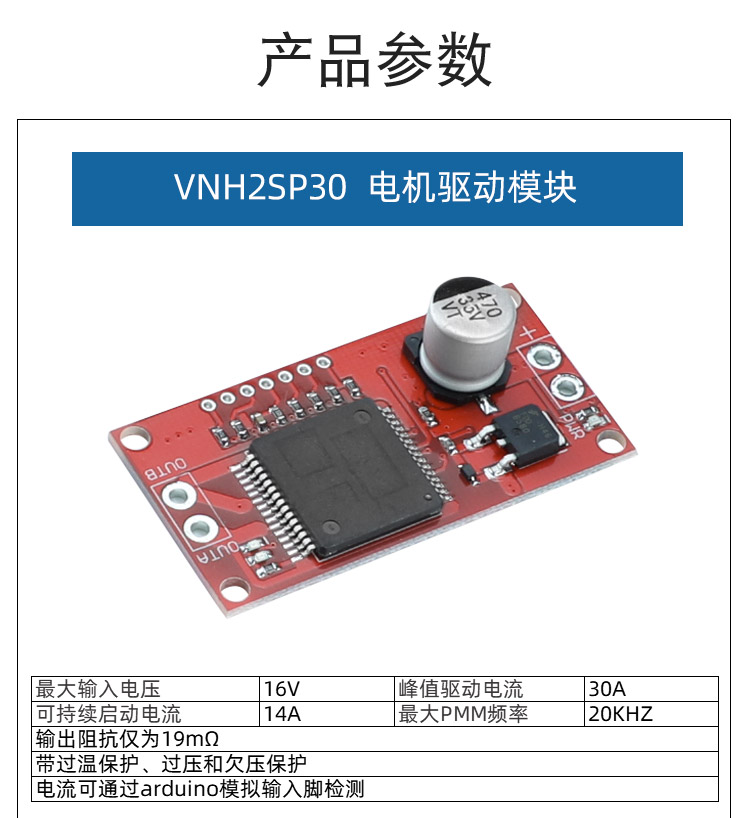 产品参数
VNH2SP30 电机驱动模块
470
35V
VT
+
PWR
OUTB
OUTA
最大输入电压 16V 峰值驱动电流 30A
可持续启动电流 14A 最大PMM频率 20KHZ
输出阻抗仅为19mΩ
带过温保护、过压和欠压保护
电流可通过arduino模拟输入脚检测